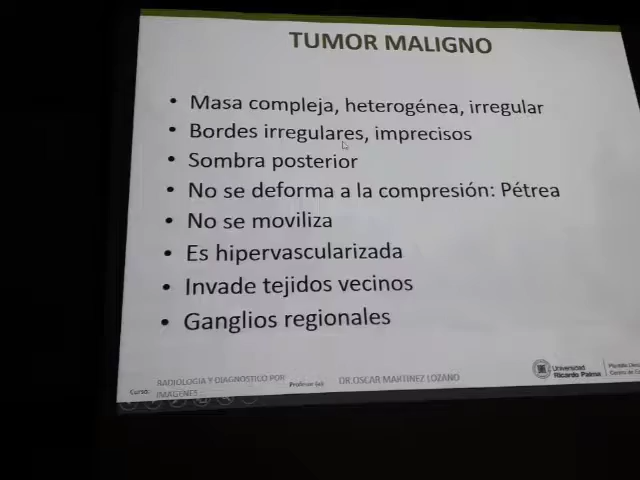 TUMOR MALIGNO
• Masa compleja, heterogénea, irregular
• Bordes irregulares, imprecisos
• Sombra posterior
• No se deforma a la compresión: Pétrea
• No se moviliza
• Es hipervascularizada
• Invade tejidos vecinos
• Ganglios regionales
Curso: RADIOLOGIA Y DIAGNOSTICO POR IMAGENES
Profesor (a): DR.OSCAR MARTINEZ LOZANO
Universidad
Ricardo Palma